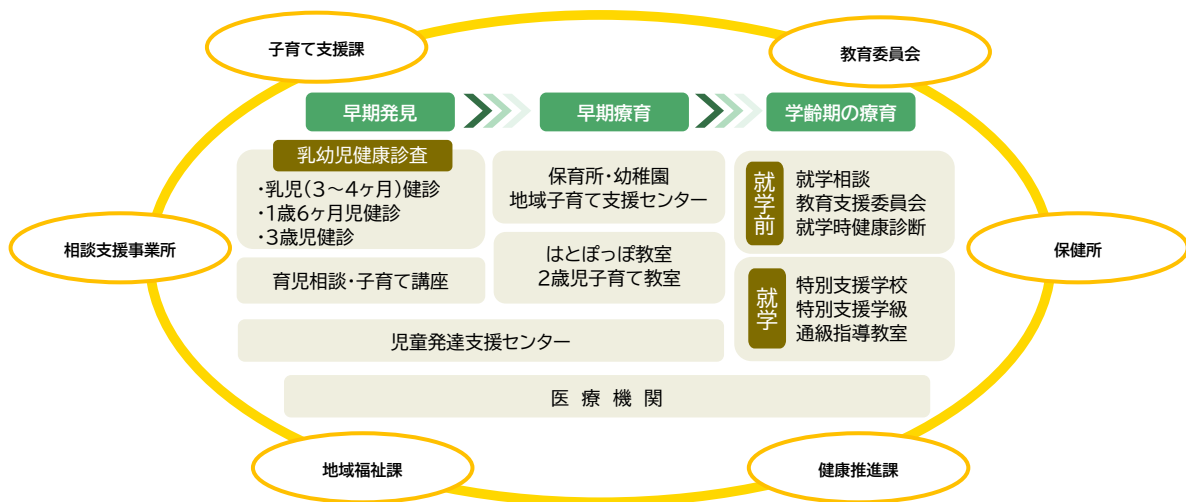 子育て支援課
教育委員会
早期発見
早期療育
学齢期の療育
乳幼児健康診査
・乳児(3～4ヶ月)健診
・1歳6ヶ月児健診
・3歳児健診
育児相談・子育て講座
保育所・幼稚園
地域子育て支援センター
はとぽっぽ教室
2歳児子育て教室
就学前
就学相談
教育支援委員会
就学時健康診断
就学
特別支援学校
特別支援学級
通級指導教室
児童発達支援センター
医療機関
相談支援事業所
保健所
地域福祉課
健康推進課